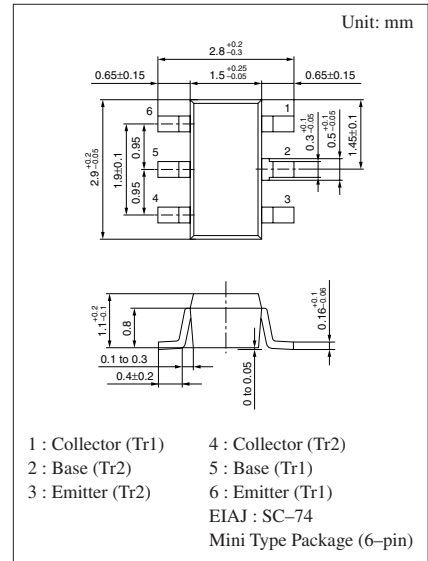 Unit: mm
2.8 +0.2 −0.3
0.65±0.15 1.5 +0.25 −0.05 0.65±0.15
6 1
5 2
4 3
2.9 +0.2 −0.05
1.9±0.1
0.95
0.95
0.3 +0.1 −0.05
0.5 +0.1 −0.05
1.45±0.1
1.1 +0.2 −0.1
0.8
0.16 +0.1 −0.06
0.1 to 0.3
0.4±0.2
0 to 0.05
1 : Collector (Tr1) 4 : Collector (Tr2)
2 : Base (Tr2) 5 : Base (Tr1)
3 : Emitter (Tr2) 6 : Emitter (Tr1)
EIAJ : SC–74
Mini Type Package (6–pin)